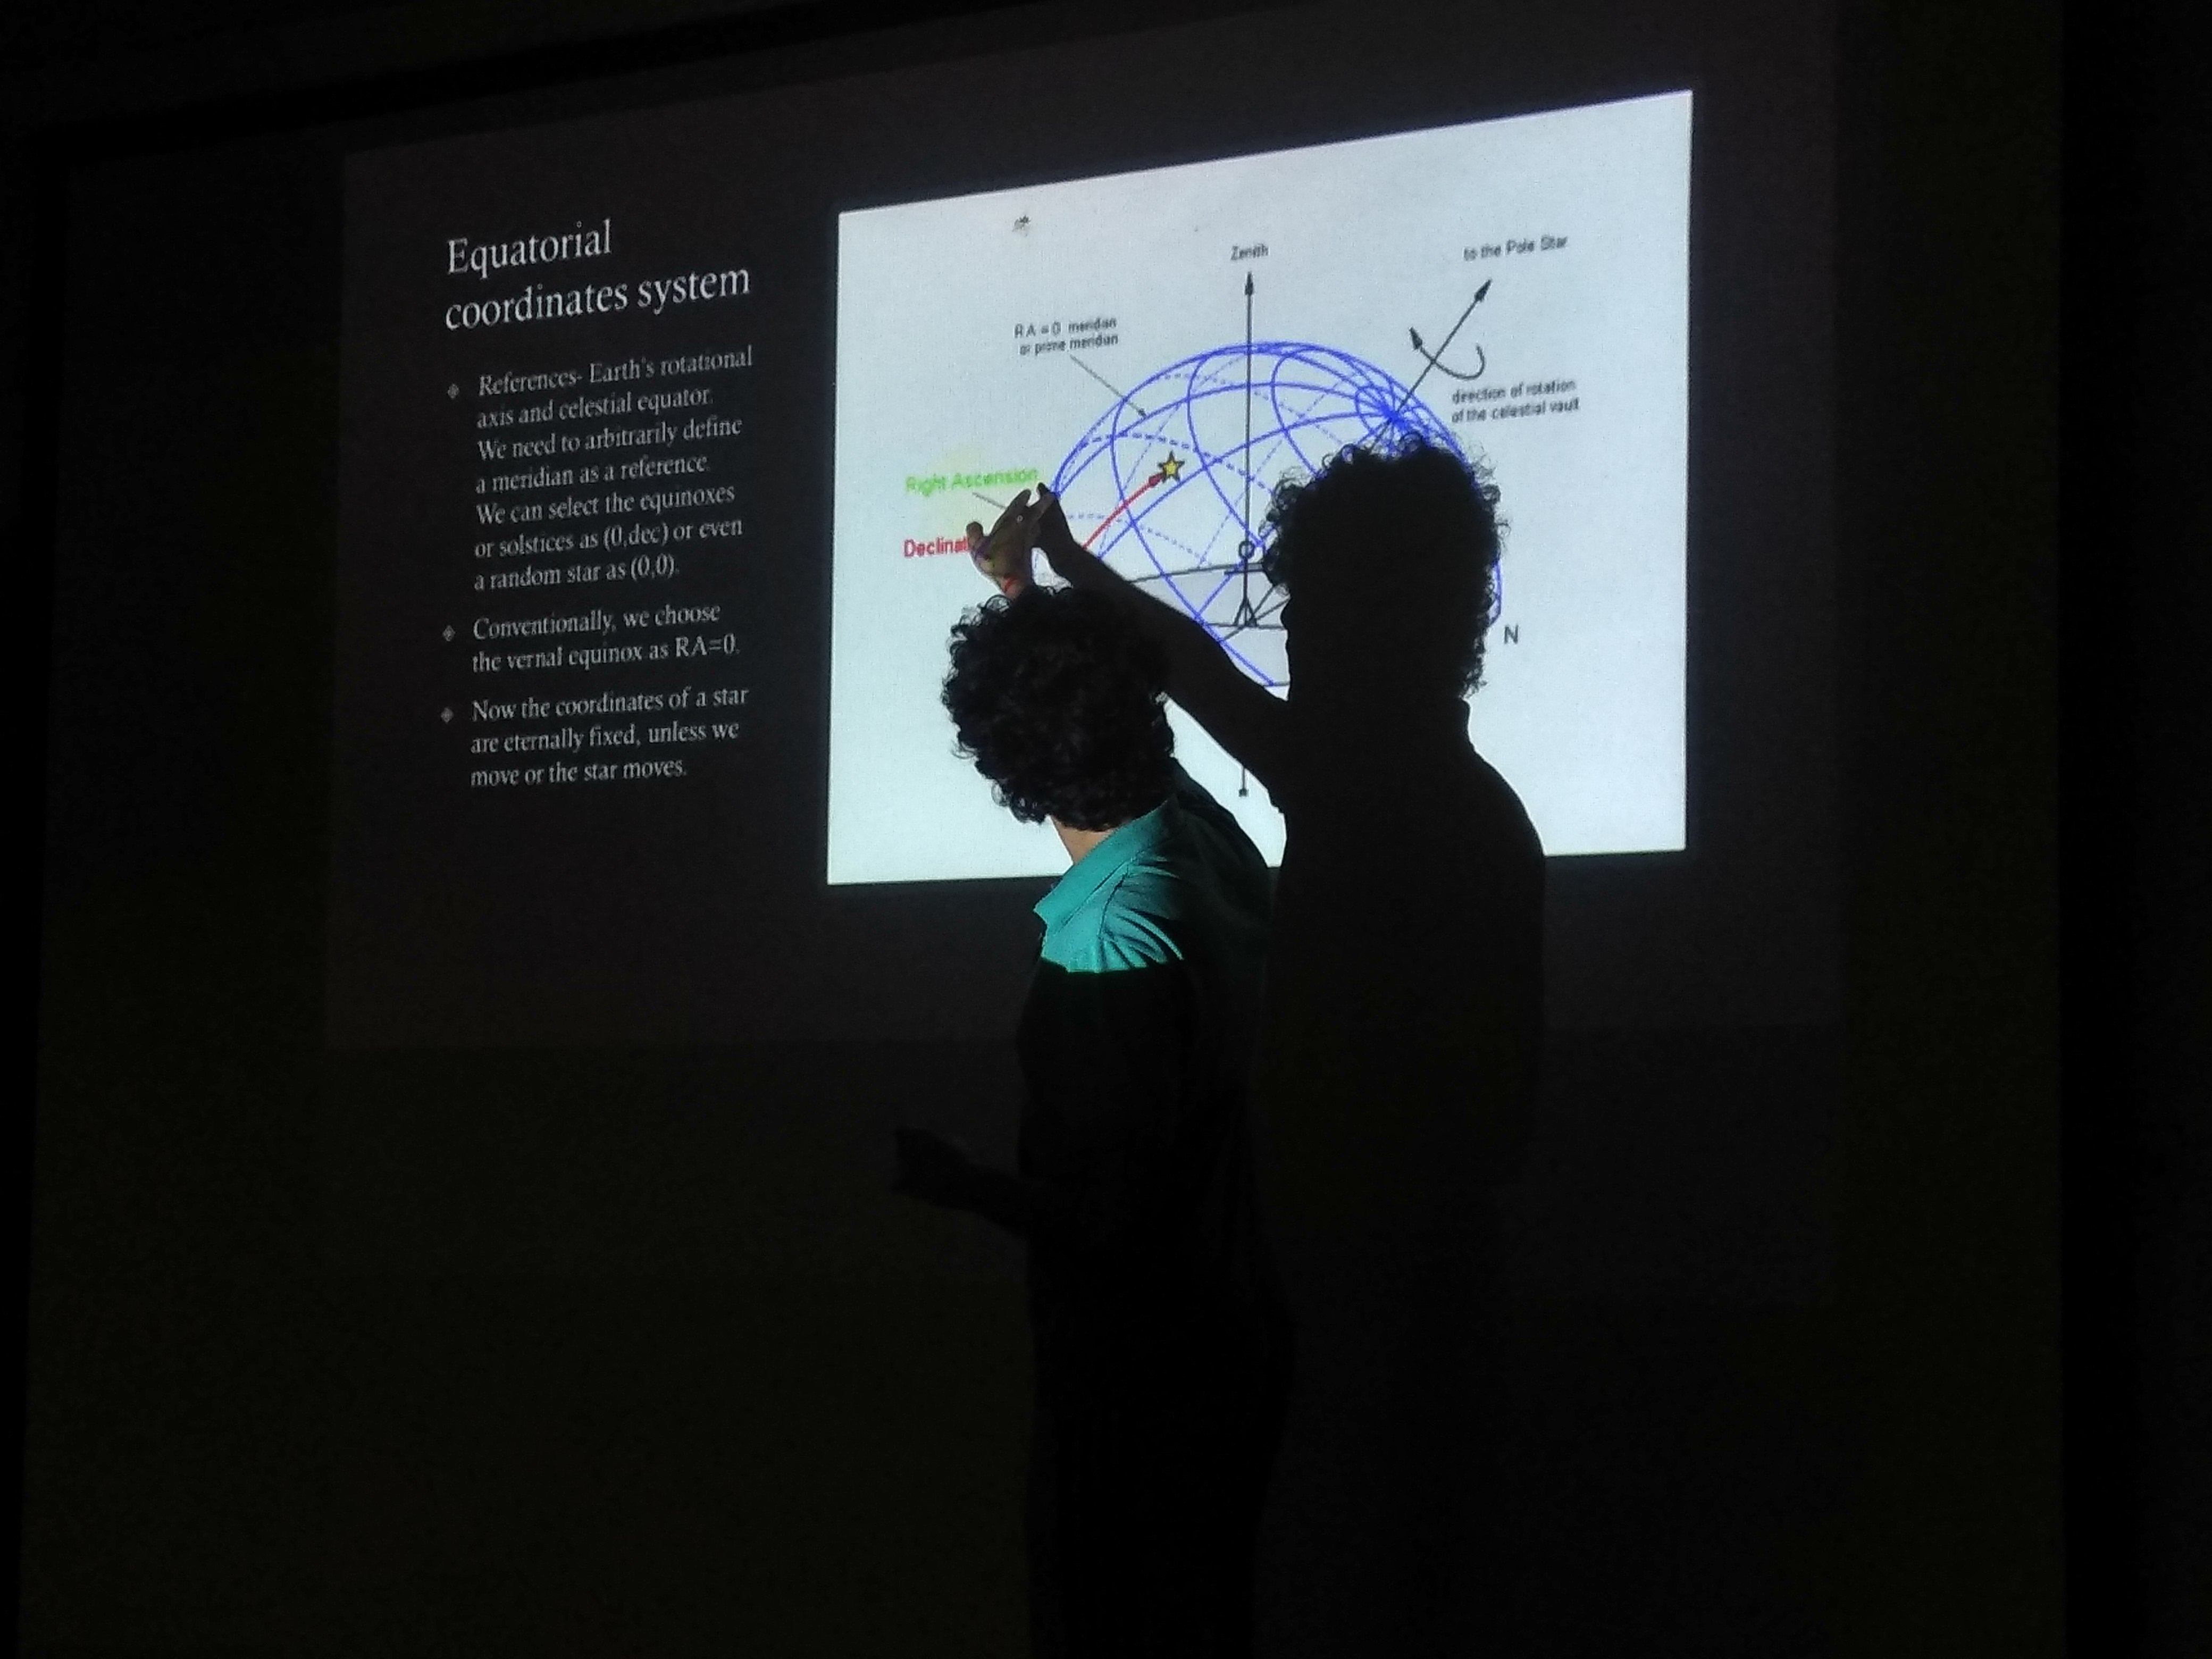 Equatorial
coordinates system
References- Earth's rotational
axis and celestial equator.
We need to arbitrarily define
a meridian as a reference.
We can select the equinoxes
or solstices as (0,dec) or even
a random star as (0,0).
Conventionally, we choose
the vernal equinox as RA=0.
Now the coordinates of a star
are eternally fixed, unless we
move or the star moves.
Zenith
to the Pole Star
RA = 0 meridian
or prime meridian
direction of rotation
of the celestial vault
Right Ascension
Declinat
N